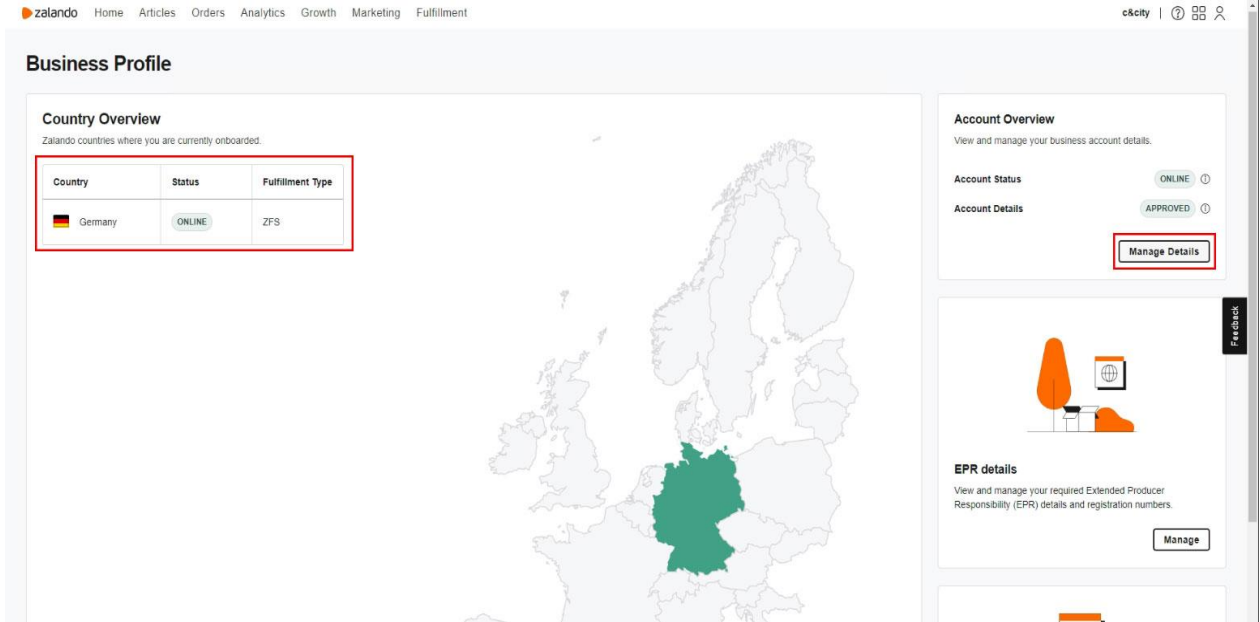 zalando Home Articles Orders Analytics Growth Marketing Fulfillment c&city |
Business Profile
Country Overview
Zalando countries where you are currently onboarded.
Country Status Fulfillment Type
Germany ONLINE ZFS
Account Overview
View and manage your business account details.
Account Status ONLINE
Account Details APPROVED
Manage Details
Feedback
EPR details
View and manage your required Extended Producer
Responsibility (EPR) details and registration numbers.
Manage